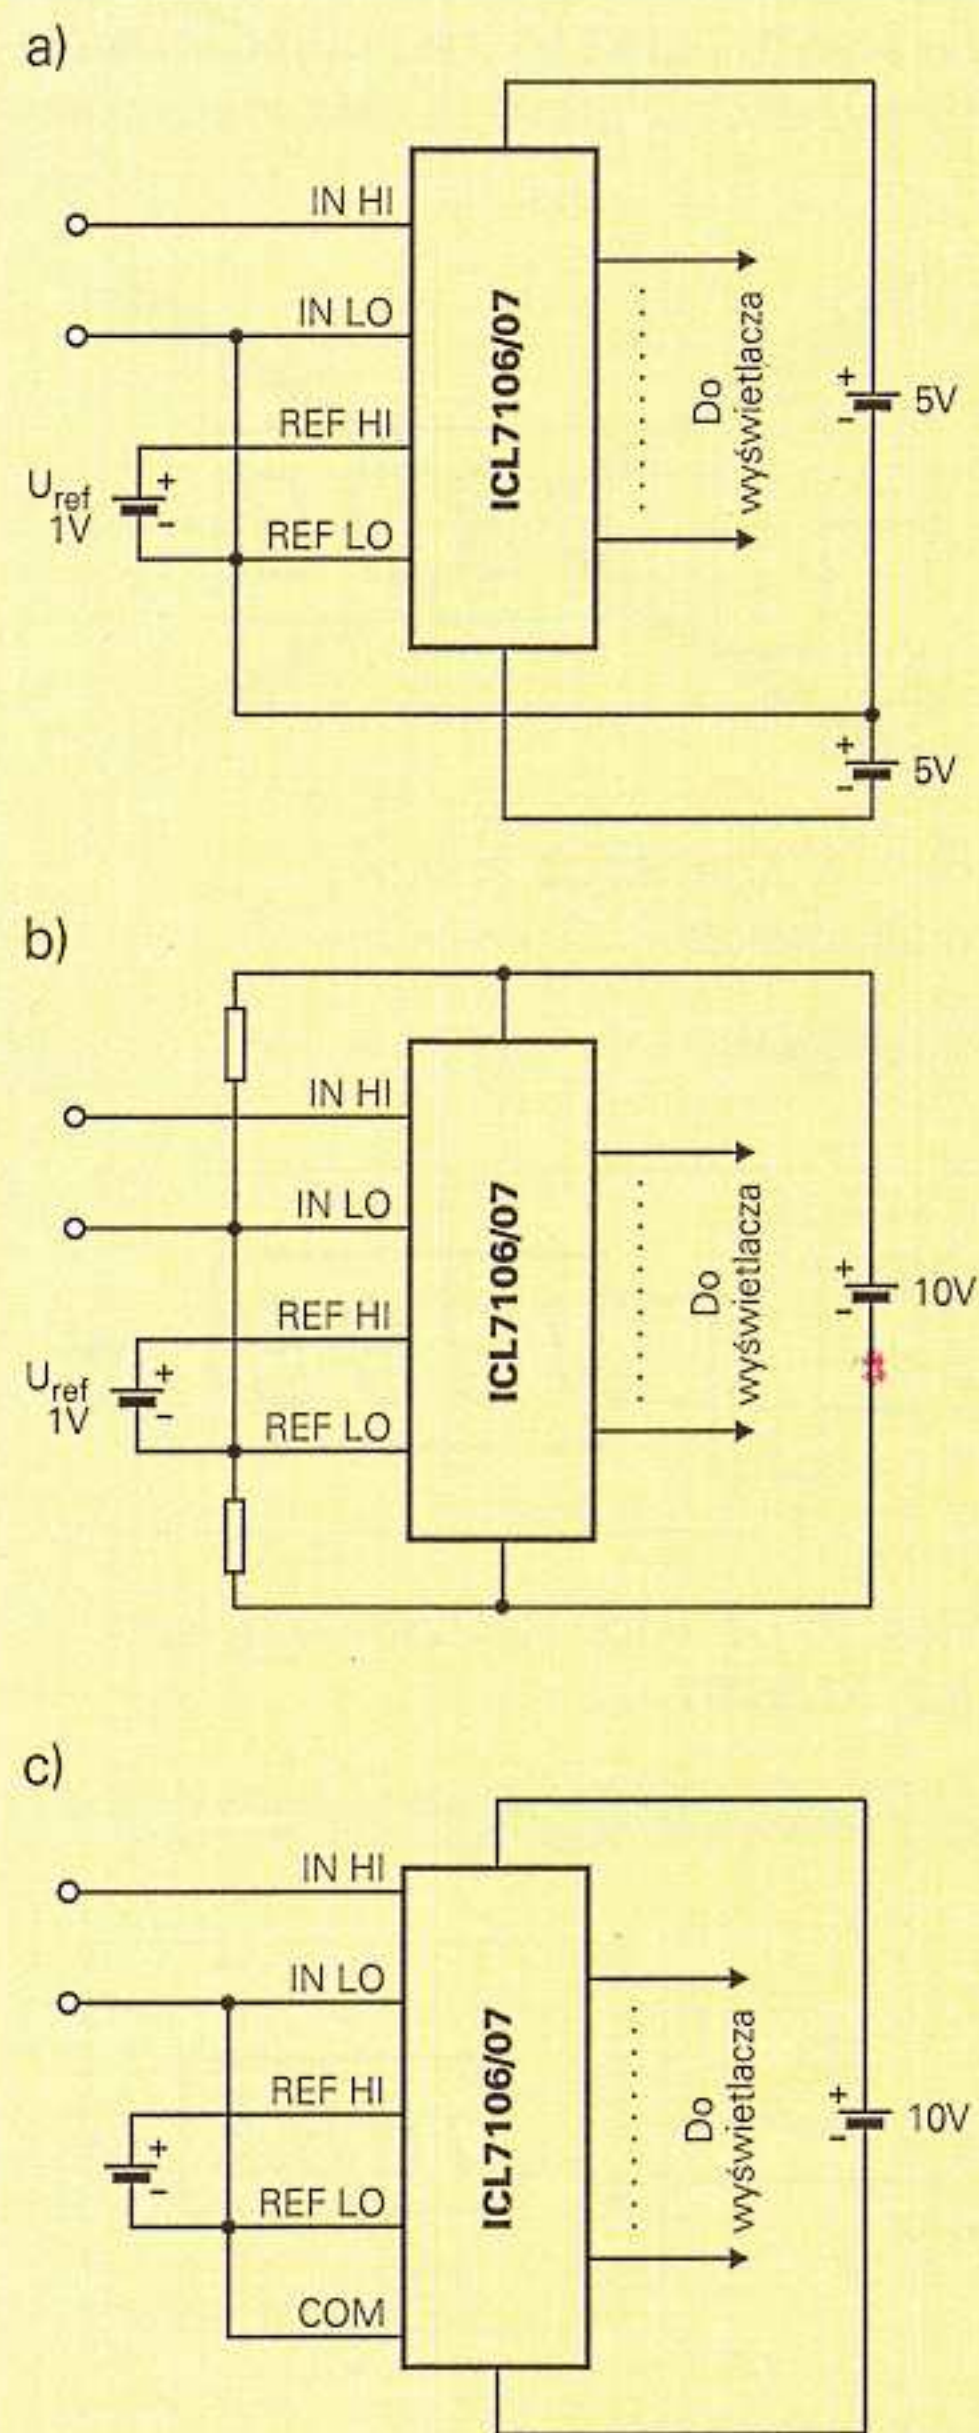 a)
IN HI
IN LO
REF HI
REF LO
U ref
1V
+
-
ICL7106/07
Do
wyświetlacza
+
-
5V
+
-
5V
b)
IN HI
IN LO
REF HI
REF LO
U ref
1V
+
-
ICL7106/07
Do
wyświetlacza
+
-
10V
c)
IN HI
IN LO
REF HI
REF LO
COM
+
-
ICL7106/07
Do
wyświetlacza
+
-
10V